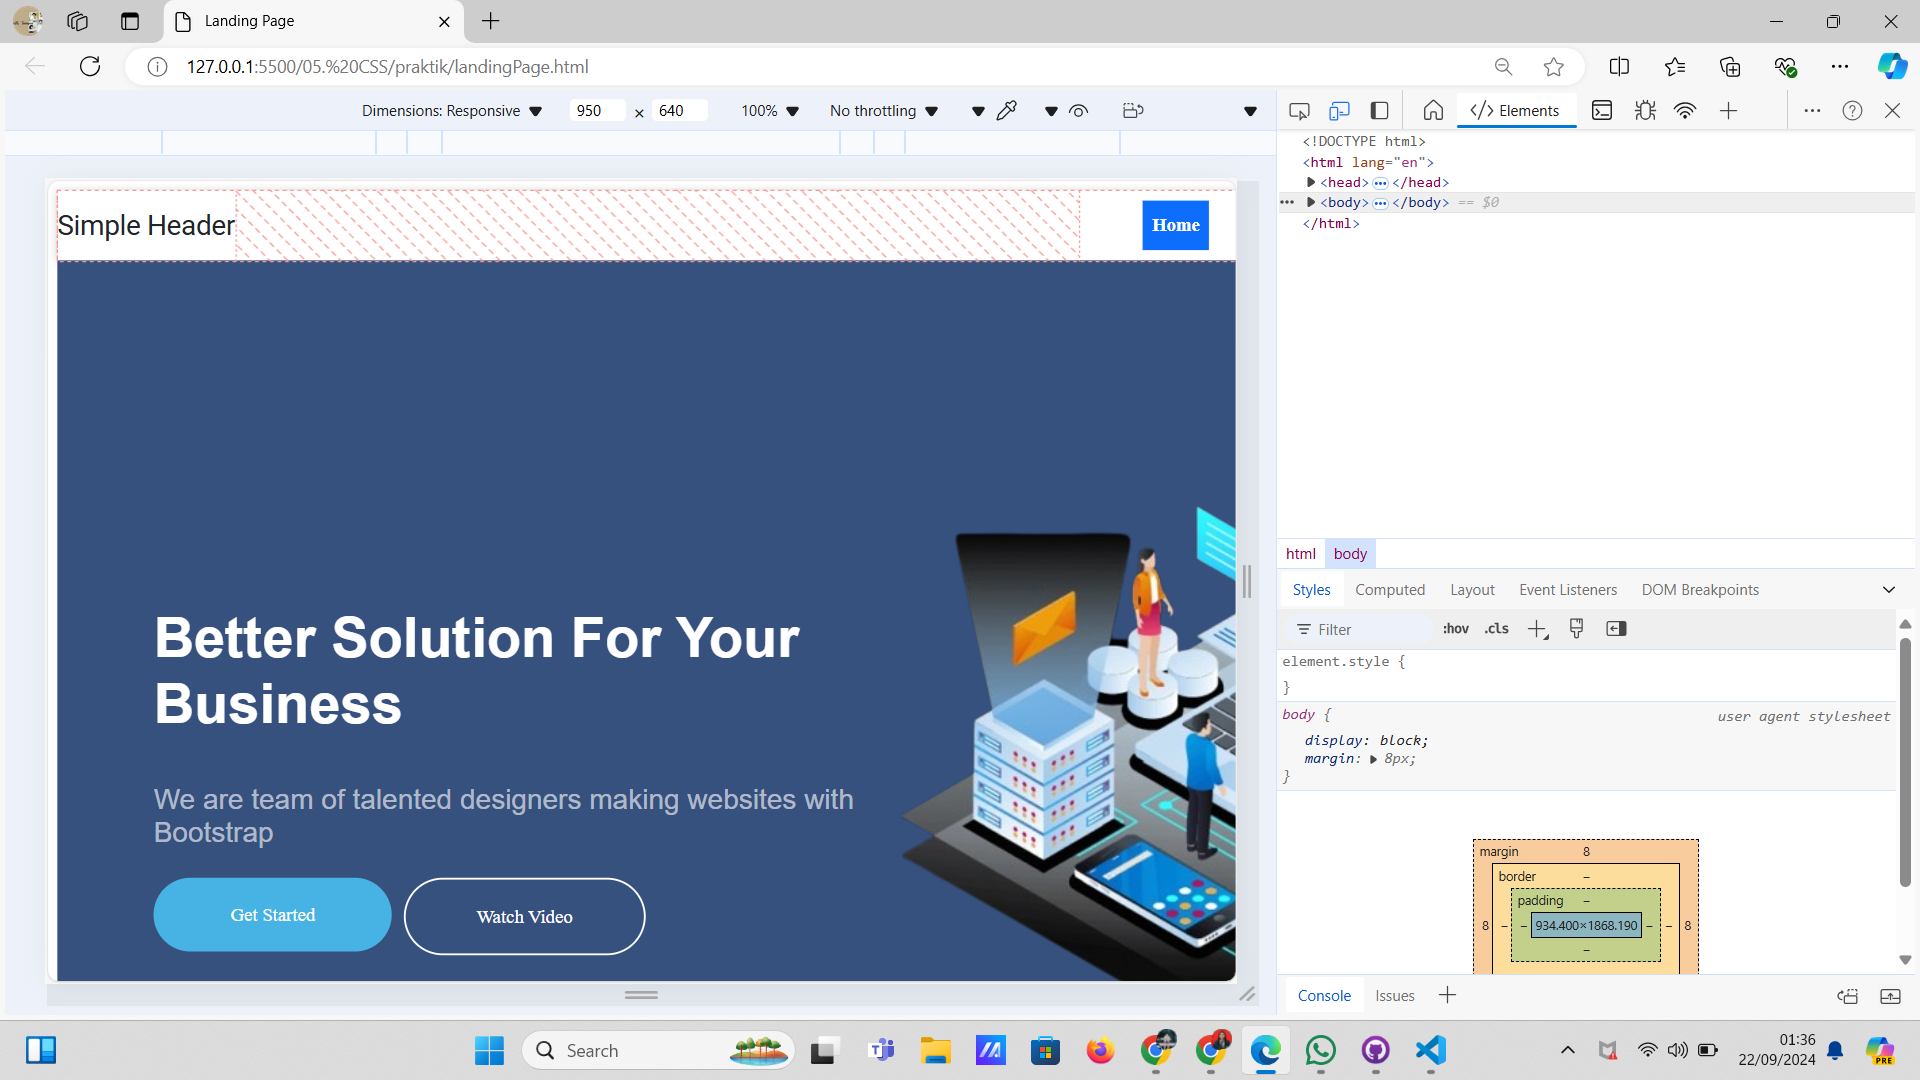 Landing Page
127.0.0.1:5500/05.%20CSS/praktik/landingPage.html
Dimensions: Responsive 950 × 640 100% No throttling
Elements
<!DOCTYPE html>
<html lang="en">
<head> ••• </head>
••• <body> ••• </body> == $0
</html>
Simple Header
Home
Better Solution For Your
Business
We are team of talented designers making websites with
Bootstrap
Get Started
Watch Video
html body
Styles Computed Layout Event Listeners DOM Breakpoints
Filter :hov .cls
element.style {
}
body { user agent stylesheet
display: block;
margin: 8px;
}
margin 8
border –
padding –
8 – – 934.400×1868.190 – – 8
–
Console Issues
Search
01:36
22/09/2024
PRE